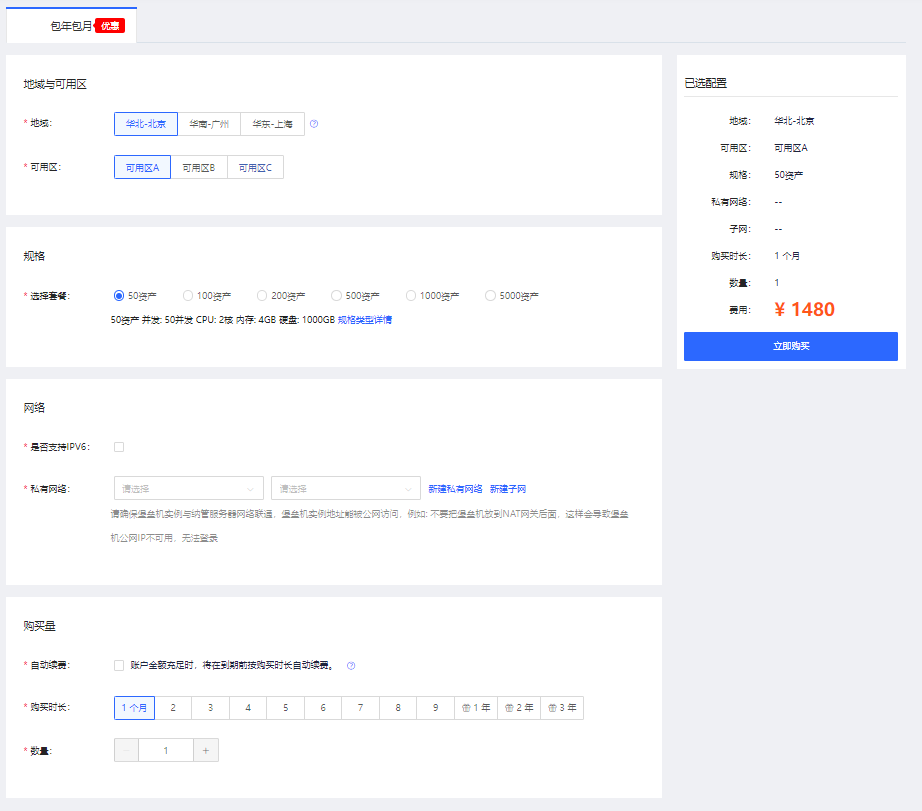 包年包月 优惠
地域与可用区
* 地域: 华北-北京 华南-广州 华东-上海
* 可用区: 可用区A 可用区B 可用区C
规格
* 选择套餐: 50资产 100资产 200资产 500资产 1000资产 5000资产
50资产 并发: 50并发 CPU: 2核 内存: 4GB 硬盘: 1000GB 规格类型详情
网络
* 是否支持IPV6:
* 私有网络: 请选择 请选择 新建私有网络 新建子网
请确保堡垒机实例与纳管服务器网络联通，堡垒机实例地址能被公网访问，例如: 不要把堡垒机放到NAT网关后面，这样会导致堡垒
机公网IP不可用，无法登录
购买量
* 自动续费: 账户金额充足时，将在到期前按购买时长自动续费。
* 购买时长: 1 个月 2 3 4 5 6 7 8 9 1 年 2 年 3 年
* 数量: - 1 +
已选配置
地域: 华北-北京
可用区: 可用区A
规格: 50资产
私有网络: --
子网: --
购买时长: 1 个月
数量: 1
费用: ¥ 1480
立即购买